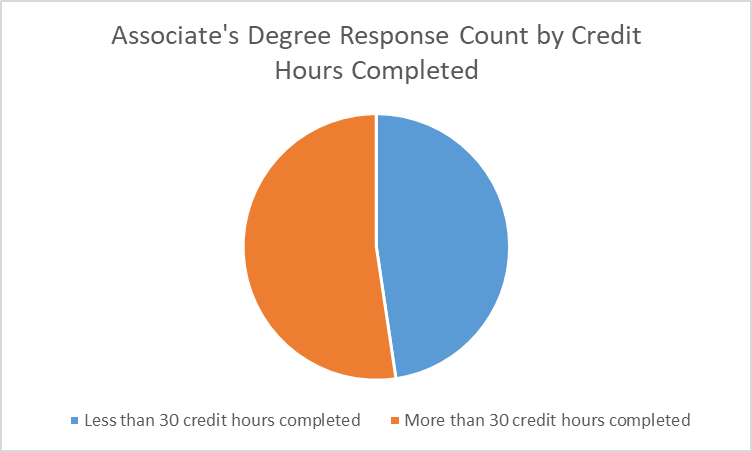 Associate's Degree Response Count by Credit
Hours Completed
Less than 30 credit hours completed
More than 30 credit hours completed